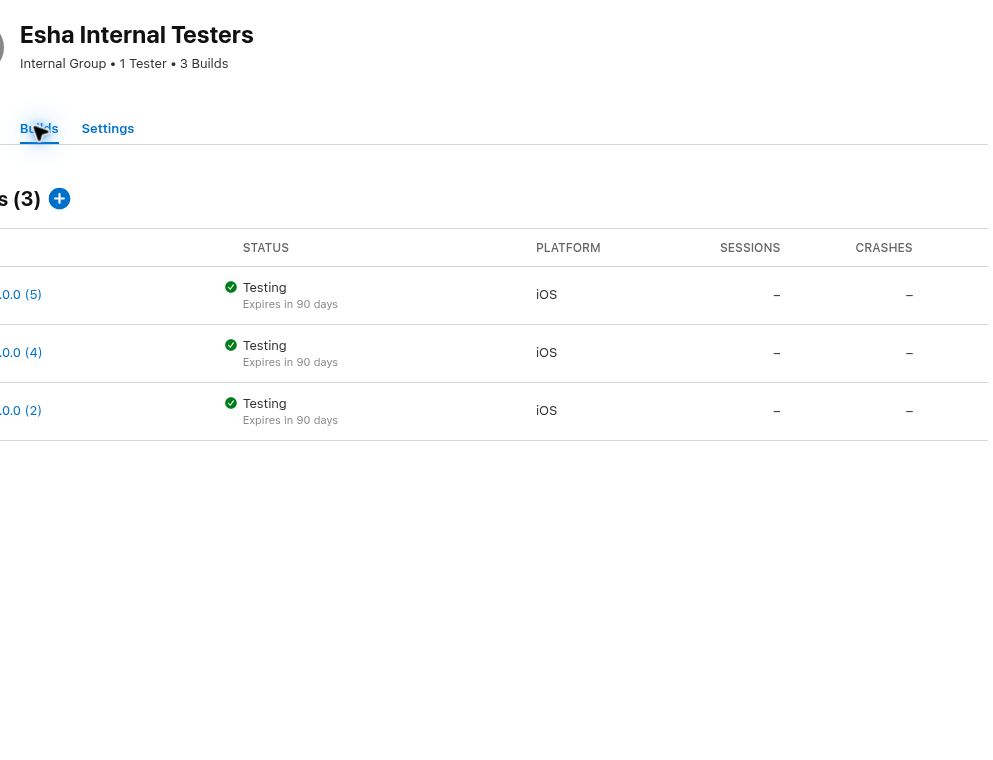 Esha Internal Testers
Internal Group • 1 Tester • 3 Builds
Builds Settings
s (3)
STATUS PLATFORM SESSIONS CRASHES
.0.0 (5) Testing iOS – –
Expires in 90 days
.0.0 (4) Testing iOS – –
Expires in 90 days
.0.0 (2) Testing iOS – –
Expires in 90 days